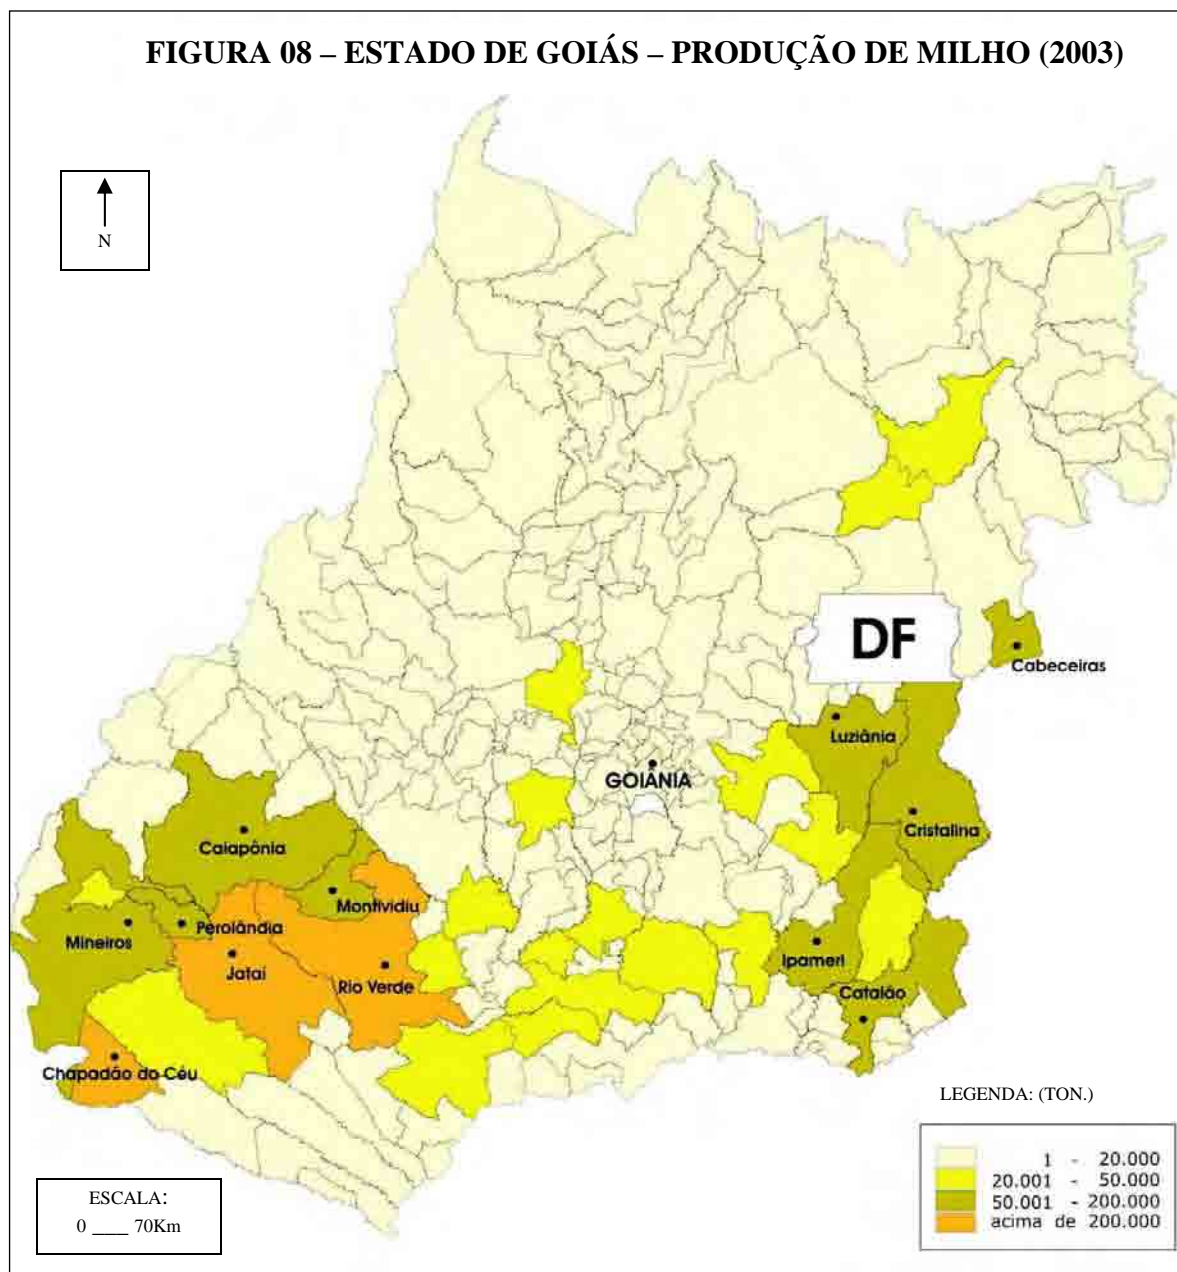 FIGURA 08 – ESTADO DE GOIÁS – PRODUÇÃO DE MILHO (2003)
N
DF
Cabeceiras
Luziânia
GOIÂNIA
Cristalina
Caiapônia
Montividiu
Perolândia
Mineiros
Jataí
Rio Verde
Ipameri
Catalão
Chapadão do Céu
LEGENDA: (TON.)
1 - 20.000
20.001 - 50.000
50.001 - 200.000
acima de 200.000
ESCALA:
0 ___ 70Km